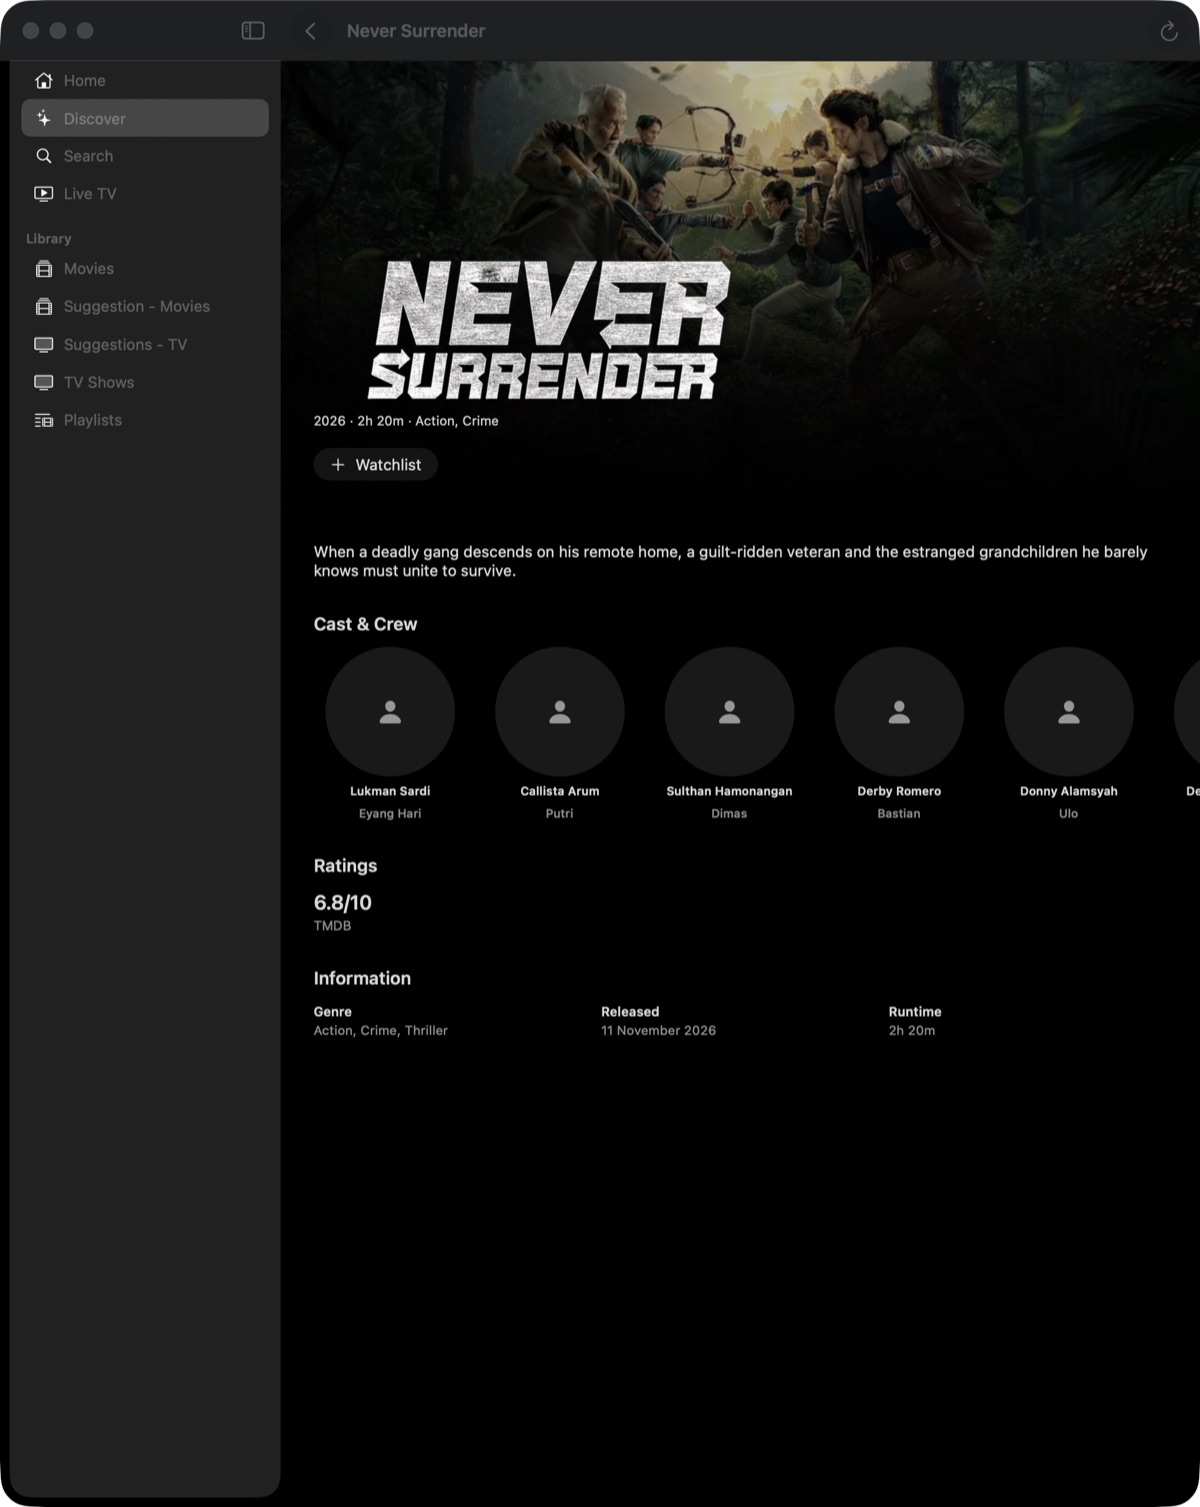 Never Surrender
Home
Discover
Search
Live TV
Library
Movies
Suggestion - Movies
Suggestions - TV
TV Shows
Playlists
NEVER
SURRENDER
2026 · 2h 20m · Action, Crime
Watchlist
When a deadly gang descends on his remote home, a guilt-ridden veteran and the estranged grandchildren he barely
knows must unite to survive.
Cast & Crew
Lukman Sardi
Eyang Hari
Callista Arum
Putri
Sulthan Hamonangan
Dimas
Derby Romero
Bastian
Donny Alamsyah
Ulo
De
Ratings
6.8/10
TMDB
Information
Genre
Action, Crime, Thriller
Released
11 November 2026
Runtime
2h 20m